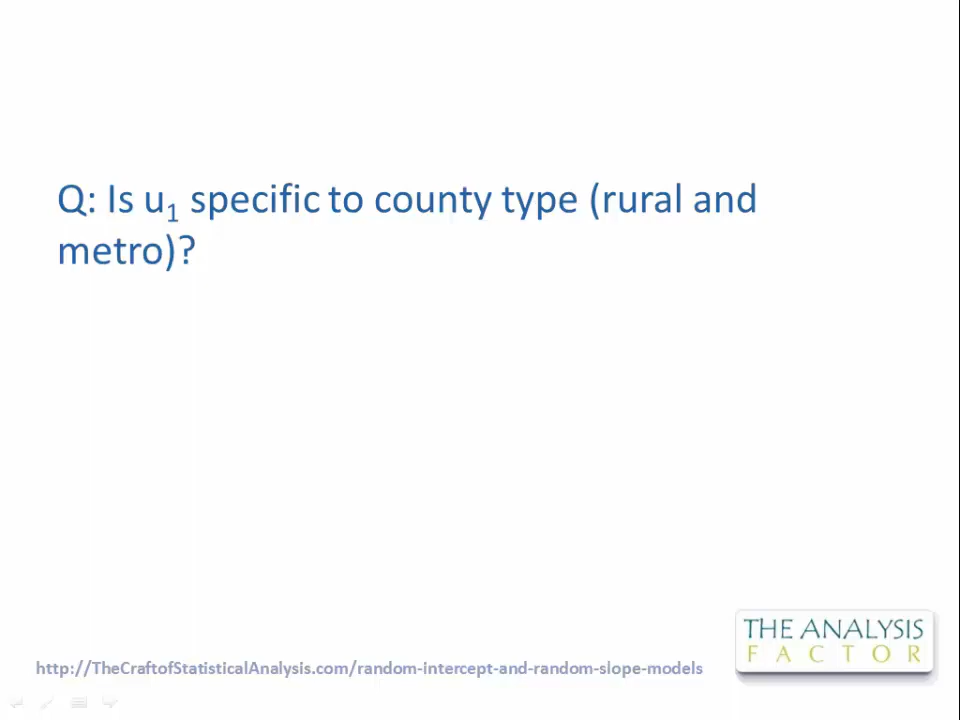 Q: Is u₁ specific to county type (rural and
metro)?
THE ANALYSIS
FACTOR
http://TheCraftofStatisticalAnalysis.com/random-intercept-and-random-slope-models